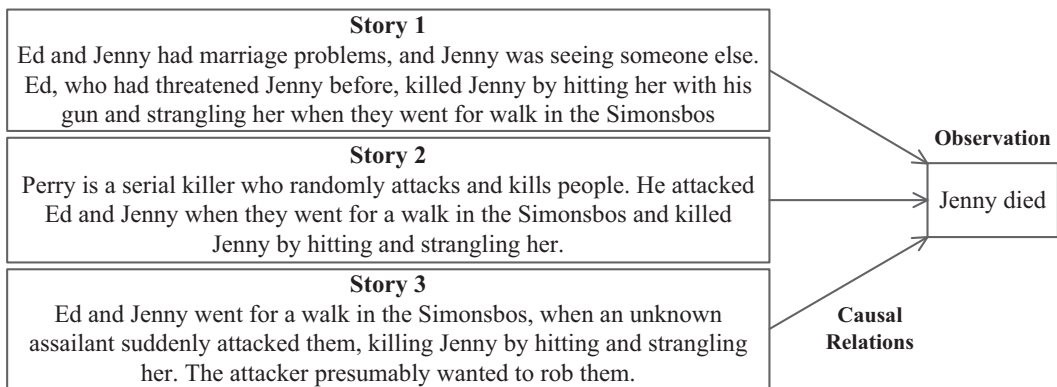 Story 1
Ed and Jenny had marriage problems, and Jenny was seeing someone else.
Ed, who had threatened Jenny before, killed Jenny by hitting her with his
gun and strangling her when they went for walk in the Simonsbos
Story 2
Perry is a serial killer who randomly attacks and kills people. He attacked
Ed and Jenny when they went for a walk in the Simonsbos and killed
Jenny by hitting and strangling her.
Story 3
Ed and Jenny went for a walk in the Simonsbos, when an unknown
assailant suddenly attacked them, killing Jenny by hitting and strangling
her. The attacker presumably wanted to rob them.
Observation
Jenny died
Causal
Relations